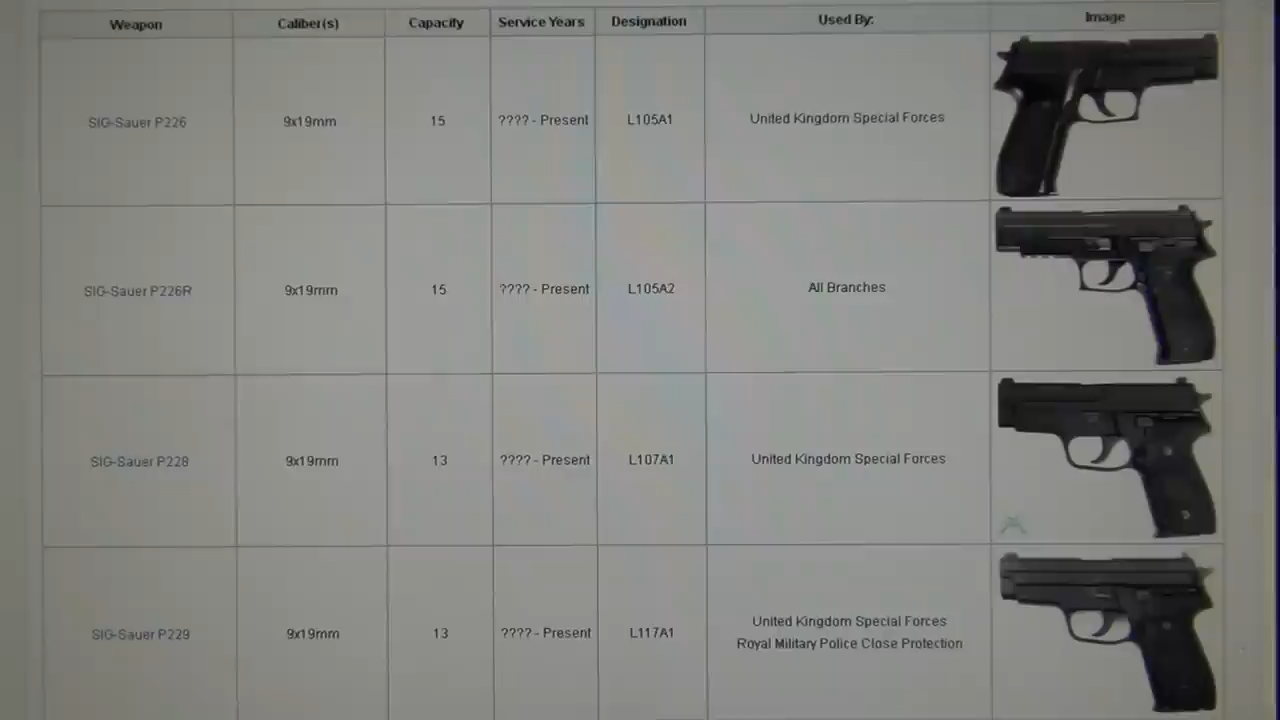 Weapon Caliber(s) Capacity Service Years Designation Used By: Image
SIG-Sauer P226 9x19mm 15 ???? - Present L105A1 United Kingdom Special Forces
SIG-Sauer P226R 9x19mm 15 ???? - Present L105A2 All Branches
SIG-Sauer P228 9x19mm 13 ???? - Present L107A1 United Kingdom Special Forces
SIG-Sauer P229 9x19mm 13 ???? - Present L117A1 United Kingdom Special Forces
Royal Military Police Close Protection